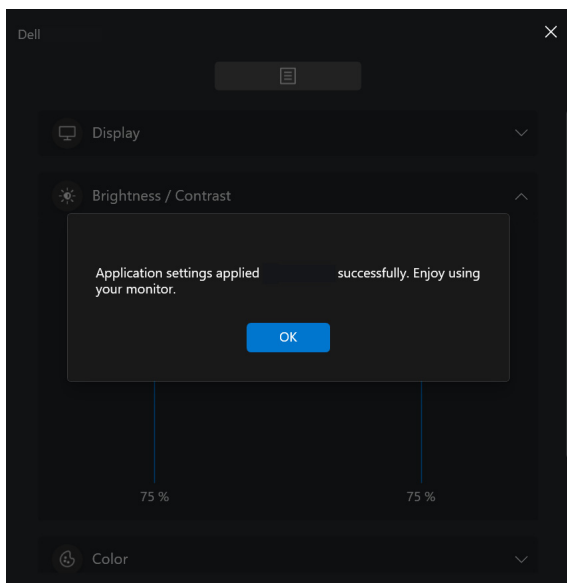 Dell
Display
Brightness / Contrast
Application settings applied successfully. Enjoy using
your monitor.
OK
75 % 75 %
Color